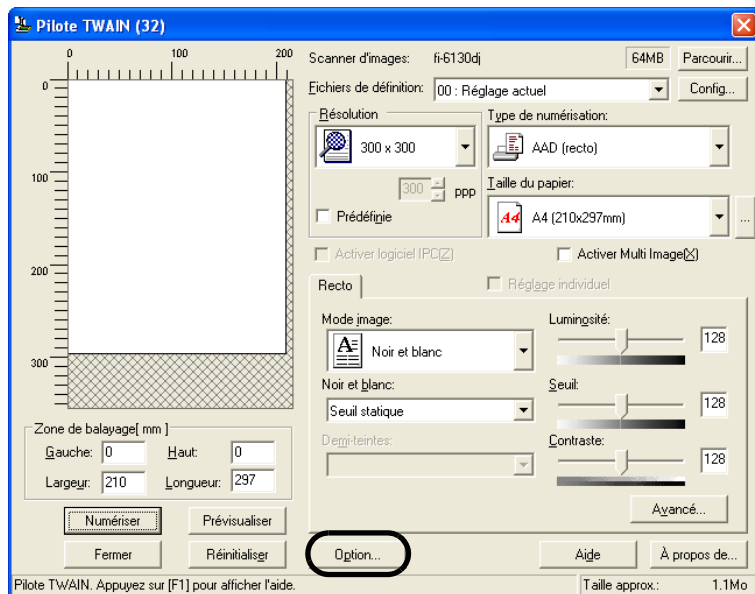 Pilote TWAIN (32)
0 100 200
0
100
200
300
Scanner d'images: fi-6130dj 64MB Parcourir...
Fichiers de définition: 00 : Réglage actuel Config...
Résolution
300 x 300
300 ppp
Prédéfinie
Type de numérisation:
AAD (recto)
Taille du papier:
A4 A4 (210x297mm) ...
Activer logiciel IPC(Z) Activer Multi Image(X)
Recto Réglage individuel
Mode image:
Noir et blanc
Noir et blanc:
Seuil statique
Demi-teintes:
Luminosité:
128
Seuil:
128
Contraste:
128
Avancé...
Zone de balayage[ mm ]
Gauche: 0 Haut: 0
Largeur: 210 Longueur: 297
Numériser Prévisualiser
Fermer Réinitialiser Option... Aide À propos de...
Pilote TWAIN. Appuyez sur [F1] pour afficher l'aide. Taille approx.: 1.1Mo